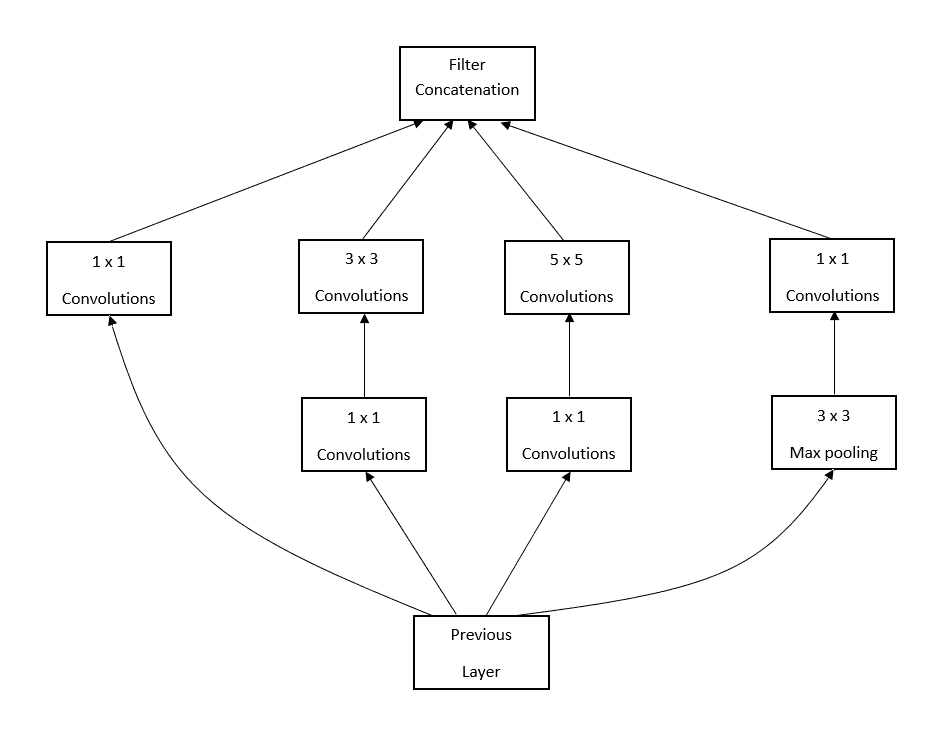 Filter
Concatenation
1 x 1
Convolutions
3 x 3
Convolutions
5 x 5
Convolutions
1 x 1
Convolutions
1 x 1
Convolutions
1 x 1
Convolutions
3 x 3
Max pooling
Previous
Layer